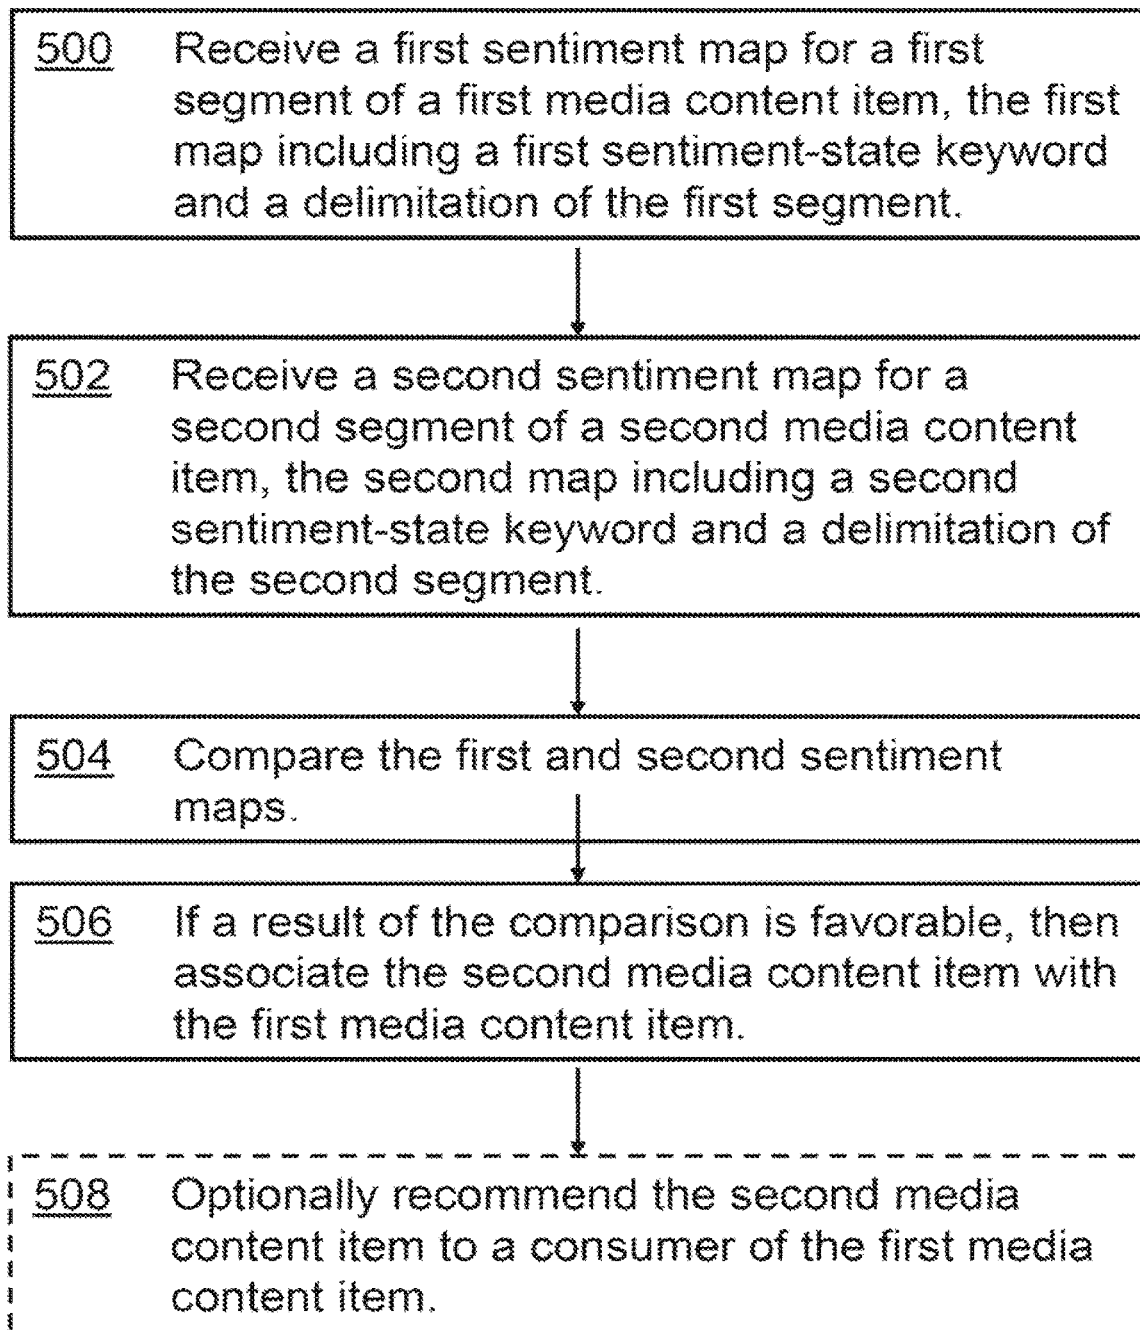 500 Receive a first sentiment map for a first
segment of a first media content item, the first
map including a first sentiment-state keyword
and a delimitation of the first segment.
502 Receive a second sentiment map for a
second segment of a second media content
item, the second map including a second
sentiment-state keyword and a delimitation of
the second segment.
504 Compare the first and second sentiment
maps.
506 If a result of the comparison is favorable, then
associate the second media content item with
the first media content item.
508 Optionally recommend the second media
content item to a consumer of the first media
content item.